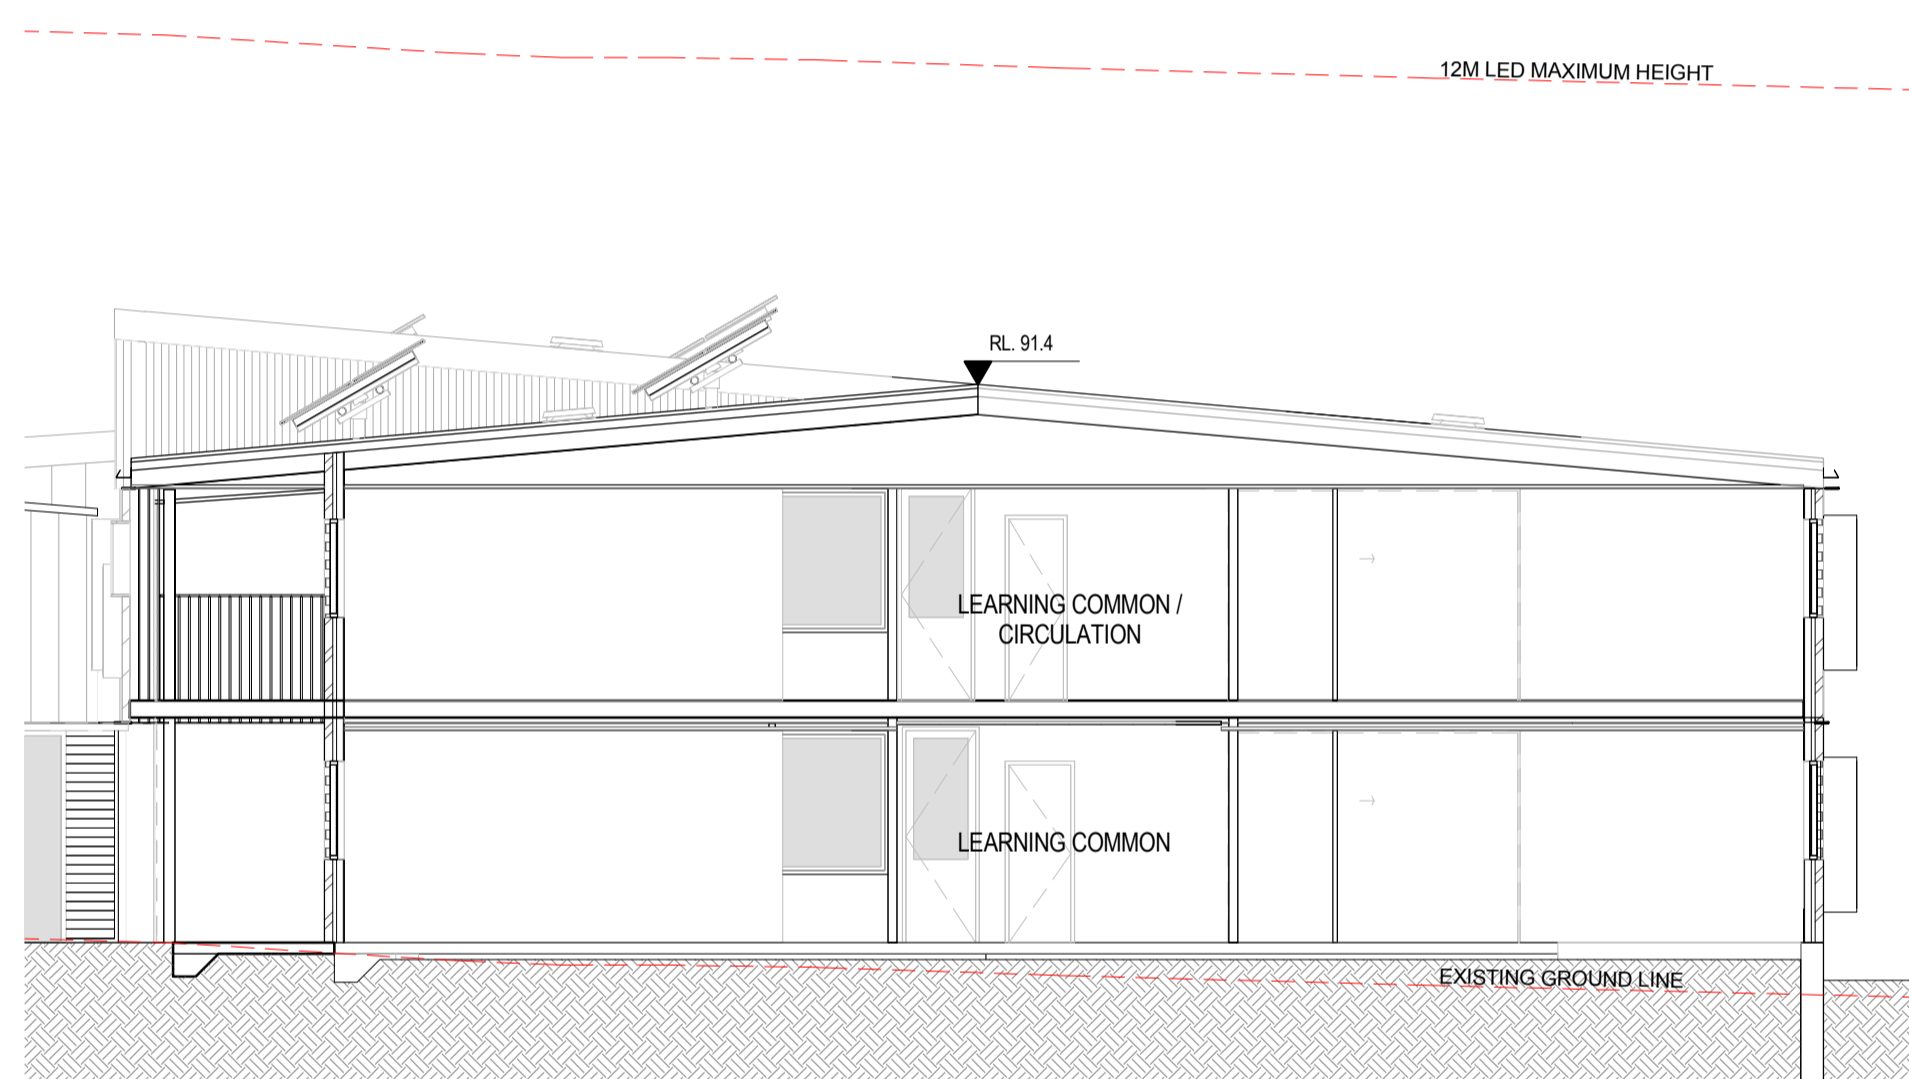 12M LED MAXIMUM HEIGHT
RL. 91.4
LEARNING COMMON /
CIRCULATION
LEARNING COMMON
EXISTING GROUND LINE